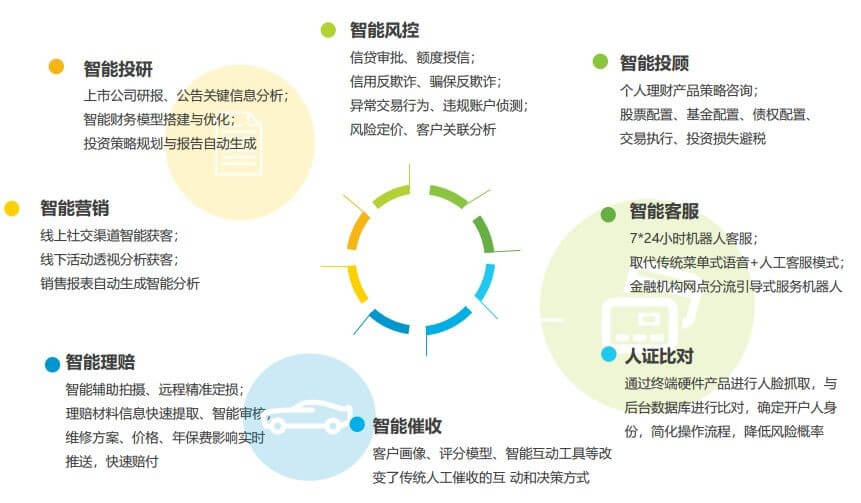 智能风控
信贷审批、额度授信；
信用反欺诈、骗保反欺诈；
异常交易行为、违规账户侦测；
风险定价、客户关联分析
智能投顾
个人理财产品策略咨询；
股票配置、基金配置、债权配置、
交易执行、投资损失避税
智能客服
7*24小时机器人客服；
取代传统菜单式语音+人工客服模式；
金融机构网点分流引导式服务机器人
人证比对
通过终端硬件产品进行人脸抓取，与
后台数据库进行比对，确定开户人身
份，简化操作流程，降低风险概率
智能催收
客户画像、评分模型、智能互动工具等改
变了传统人工催收的互 动和决策方式
智能理赔
智能辅助拍摄、远程精准定损；
理赔材料信息快速提取、智能审核，
维修方案、价格、年保费影响实时
推送，快速赔付
智能营销
线上社交渠道智能获客；
线下活动透视分析获客；
销售报表自动生成智能分析
智能投研
上市公司研报、公告关键信息分析；
智能财务模型搭建与优化；
投资策略规划与报告自动生成